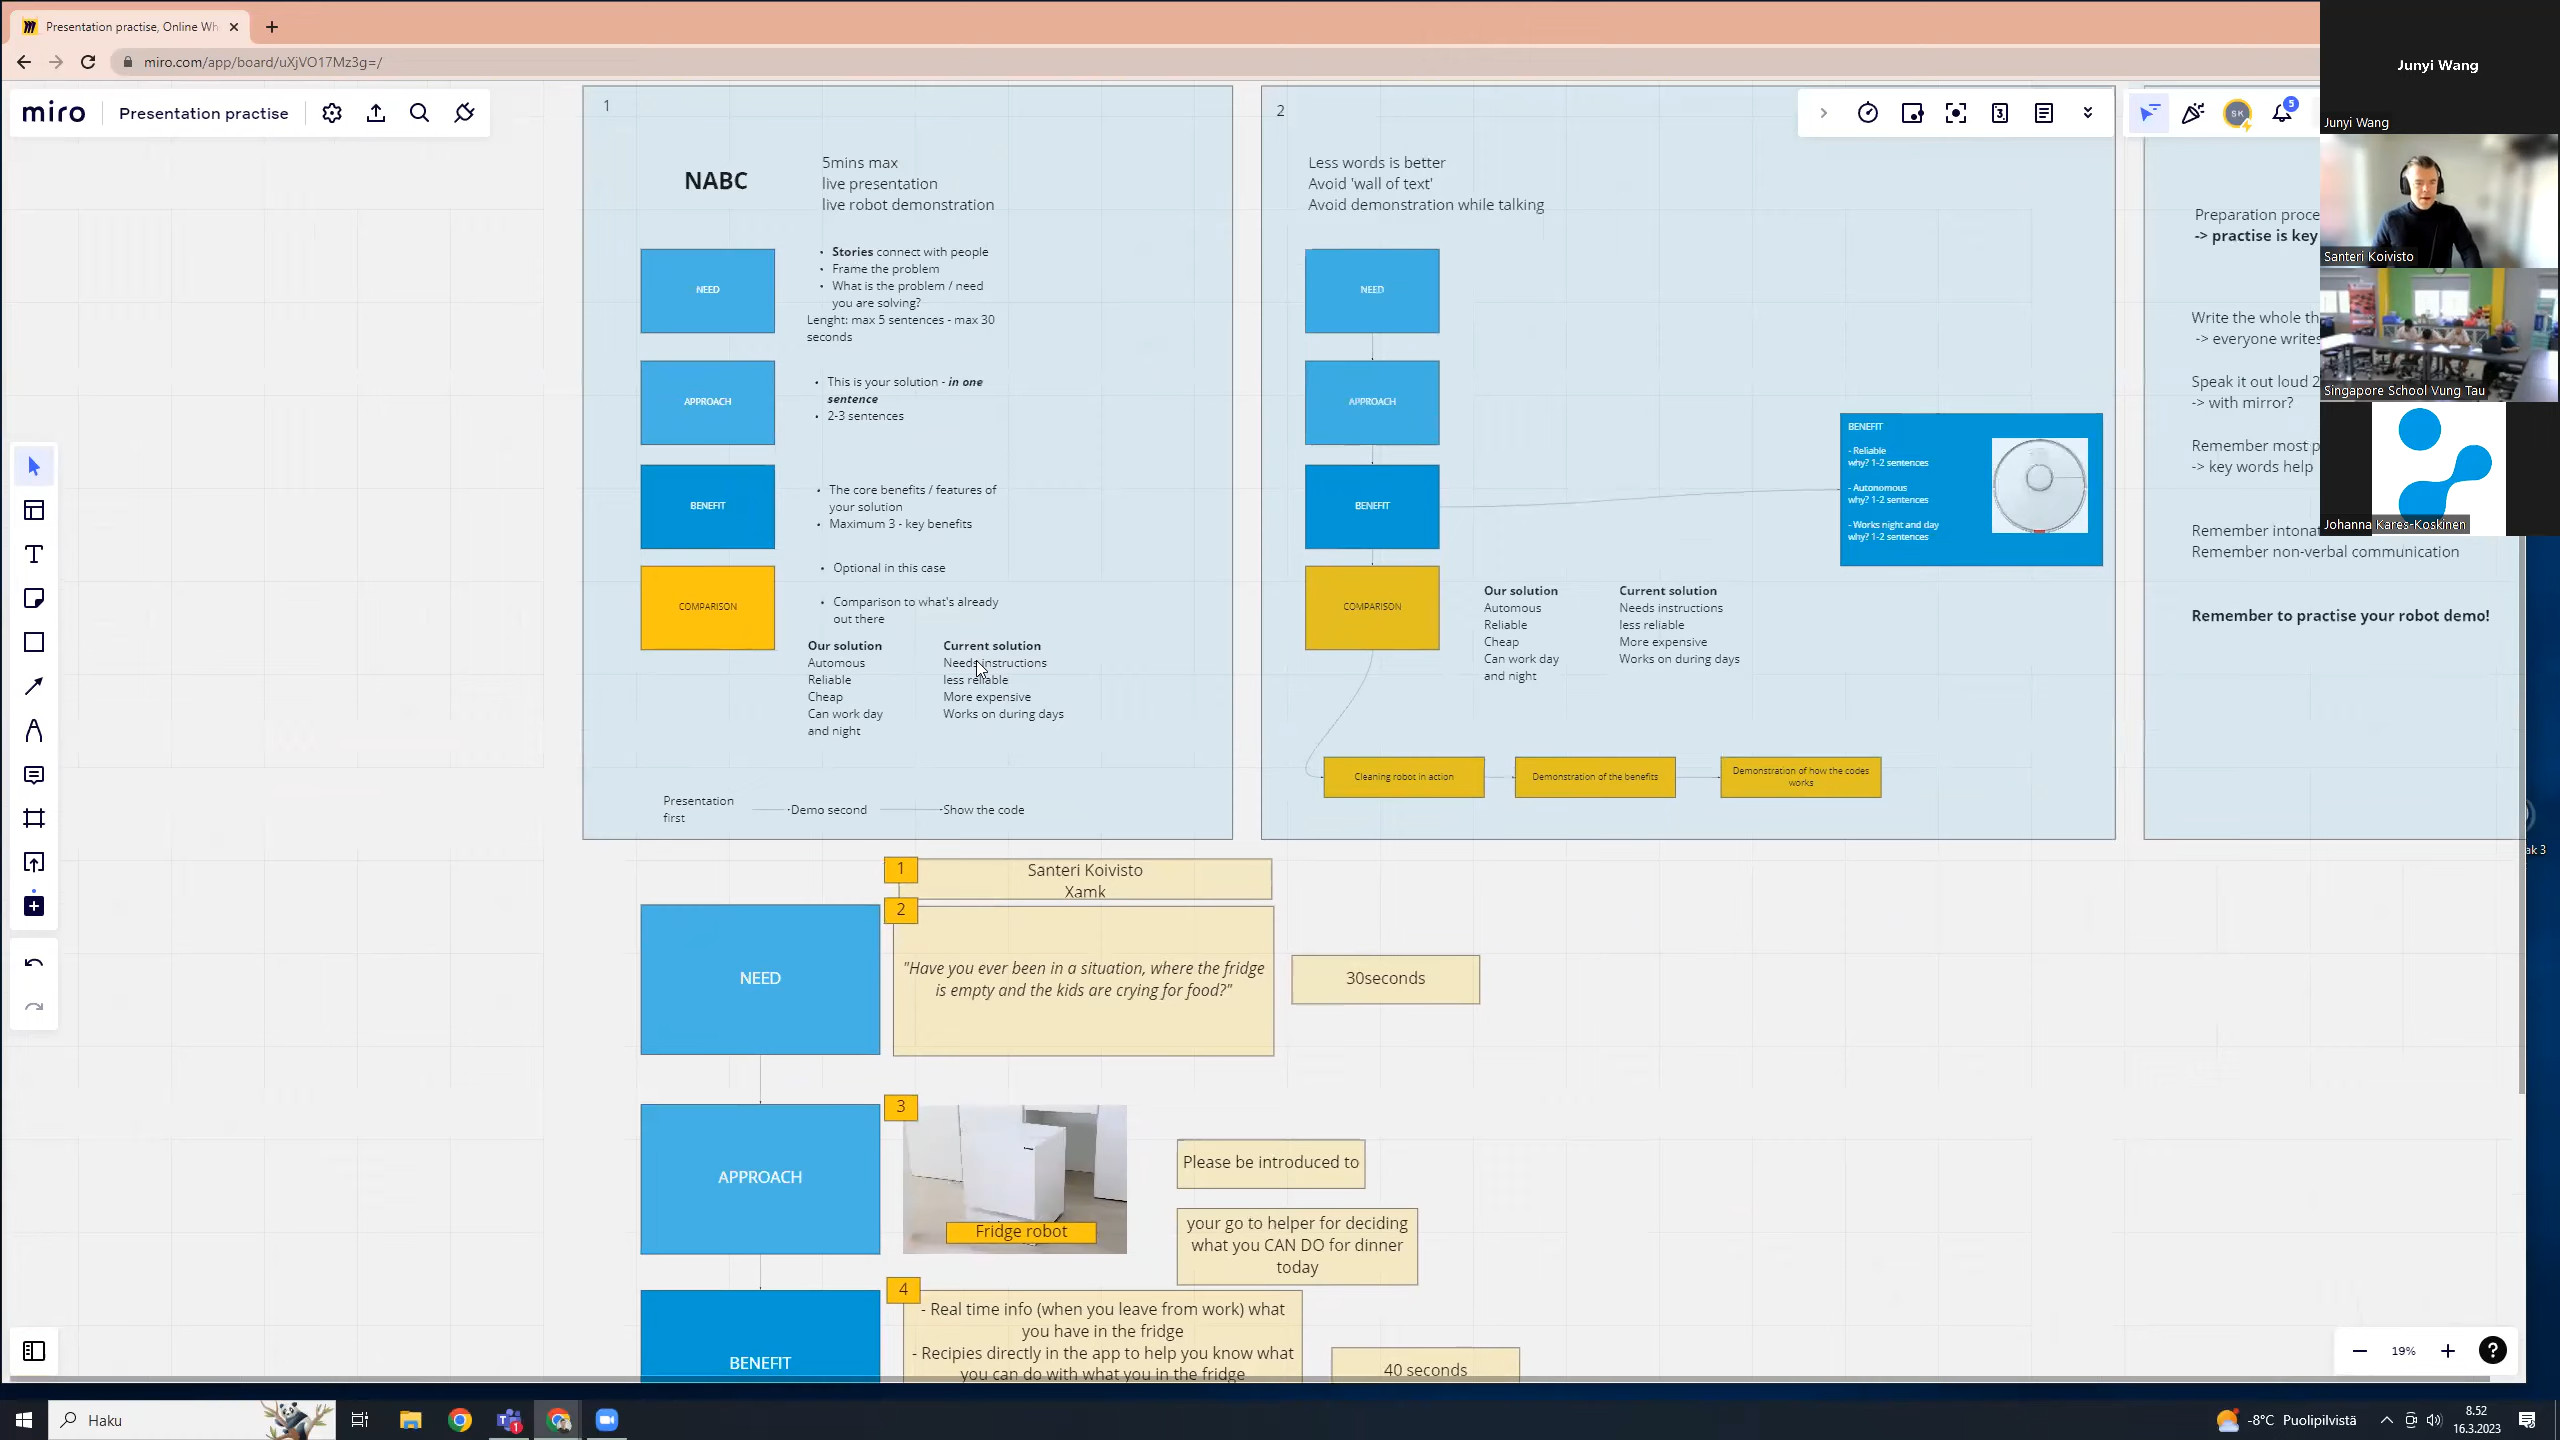 Presentation practise, Online Wh
miro.com/app/board/uXjVO17Mz3g=/
miro
Presentation practise
1
NABC
5mins max
live presentation
live robot demonstration
NEED
• Stories connect with people
• Frame the problem
• What is the problem / need
you are solving?
Lenght: max 5 sentences - max 30
seconds
APPROACH
• This is your solution - in one
sentence
• 2-3 sentences
BENEFIT
• The core benefits / features of
your solution
• Maximum 3 - key benefits
COMPARISON
• Optional in this case
• Comparison to what's already
out there
Our solution
Automous
Reliable
Cheap
Can work day
and night
Current solution
Needs instructions
less reliable
More expensive
Works on during days
Presentation
first
Demo second
Show the code
2
Less words is better
Avoid 'wall of text'
Avoid demonstration while talking
NEED
APPROACH
BENEFIT
COMPARISON
BENEFIT
- Reliable
why? 1-2 sentences
- Autonomous
why? 1-2 sentences
- Works night and day
why? 1-2 sentences
Our solution
Automous
Reliable
Cheap
Can work day
and night
Current solution
Needs instructions
less reliable
More expensive
Works on during days
Cleaning robot in action
Demonstration of the benefits
Demonstration of how the codes
works
Preparation proce
-> practise is key
Write the whole th
-> everyone writes
Speak it out loud 2
-> with mirror?
Remember most p
-> key words help
Remember intonat
Remember non-verbal communication
Remember to practise your robot demo!
SK
5
Junyi Wang
Junyi Wang
Santeri Koivisto
Singapore School Vung Tau
Johanna Kares-Koskinen
ak 3
1
Santeri Koivisto
Xamk
NEED
2
"Have you ever been in a situation, where the fridge
is empty and the kids are crying for food?"
30seconds
APPROACH
3
Fridge robot
Please be introduced to
your go to helper for deciding
what you CAN DO for dinner
today
BENEFIT
4
- Real time info (when you leave from work) what
you have in the fridge
- Recipies directly in the app to help you know what
you can do with what you in the fridge
40 seconds
19%
Haku
1
-8°C Puolipilvistä
8.52
16.3.2023